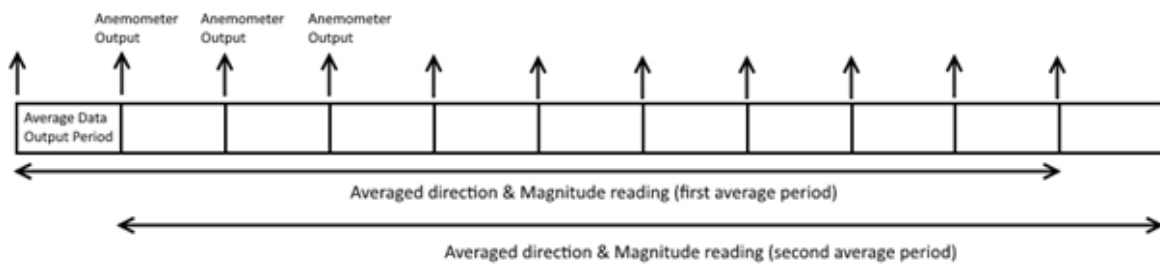 Anemometer
Output
Anemometer
Output
Anemometer
Output
Average Data
Output Period
Averaged direction & Magnitude reading (first average period)
Averaged direction & Magnitude reading (second average period)